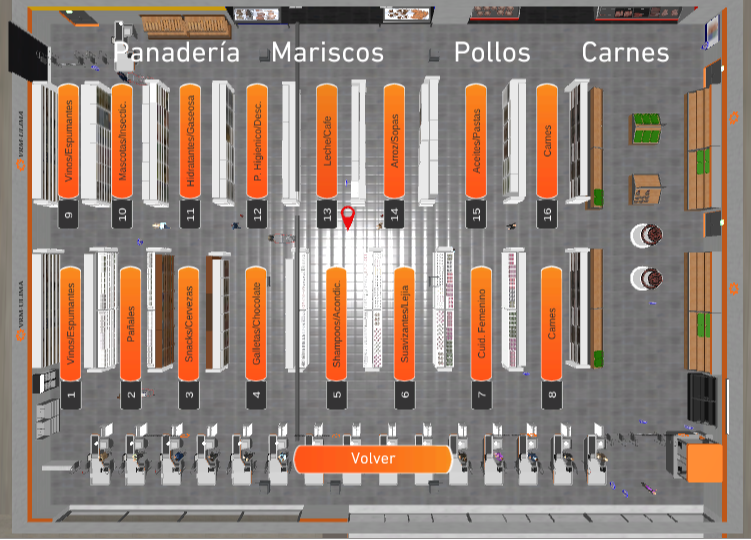 Panadería
Mariscos
Pollos
Carnes
Vinos/Espumantes
9
Mascotas/Insectic.
10
Hidratantes/Gaseosa
11
P. Higienico/Desc.
12
Leche/Cafe
13
Arroz/Sopas
14
Aceites/Pastas
15
Carnos
16
Vinos/Espumantes
1
Pañales
2
Snacks/Cervezas
3
Galletas/Chocolate
4
Shampoos/Acondic.
5
Suavizantes/Lejia
6
Cuid. Femenino
7
Carnes
8
Volver